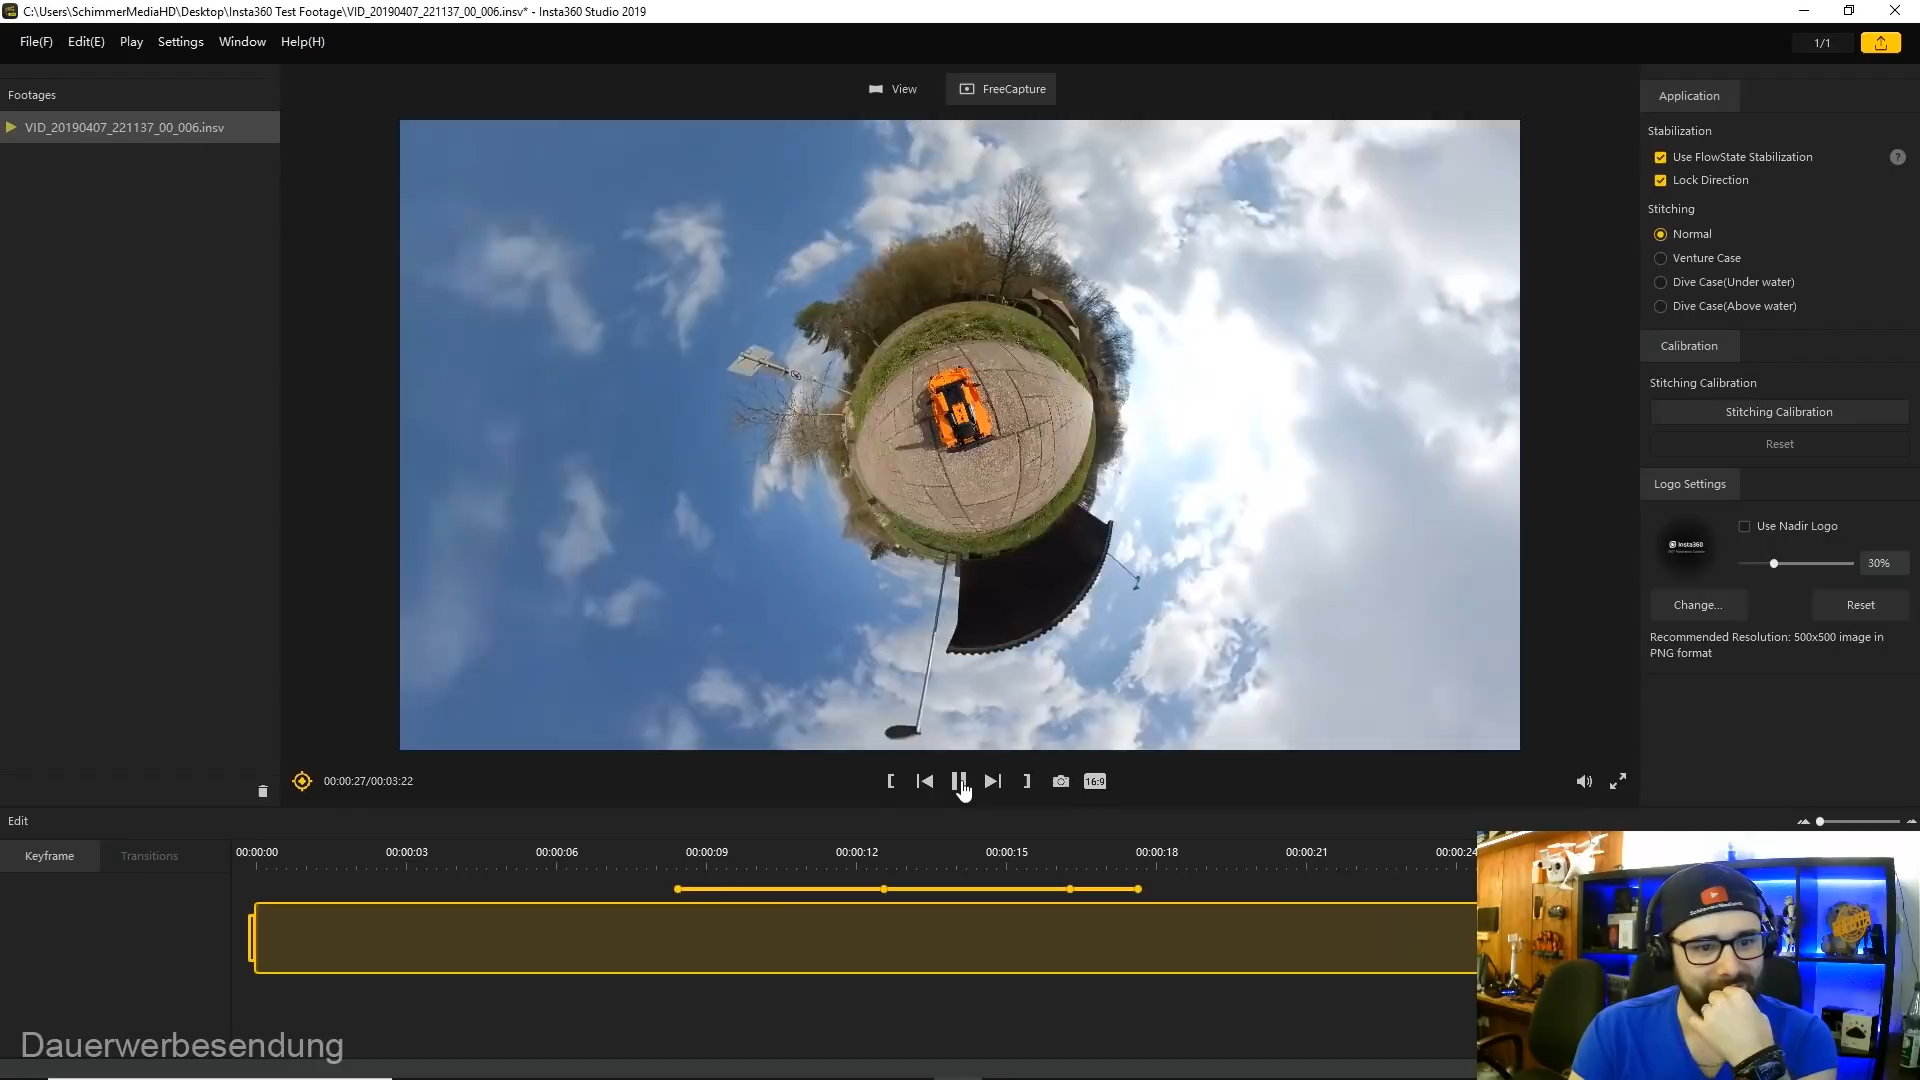 C:\Users\SchimmerMediaHD\Desktop\Insta360 Test Footage\VID_20190407_221137_00_006.insv* - Insta360 Studio 2019
File(F) Edit(E) Play Settings Window Help(H)
1/1
Footages
VID_20190407_221137_00_006.insv
View FreeCapture
Application
Stabilization
Use FlowState Stabilization ?
Lock Direction
Stitching
Normal
Venture Case
Dive Case(Under water)
Dive Case(Above water)
Calibration
Stitching Calibration
Stitching Calibration
Reset
Logo Settings
Insta360
Use Nadir Logo
30%
Change... Reset
Recommended Resolution: 500x500 image in
PNG format
00:00:27/00:03:22
16:9
Edit
Keyframe Transitions
00:00:00 00:00:03 00:00:06 00:00:09 00:00:12 00:00:15 00:00:18 00:00:21 00:00:24
Dauerwerbesendung